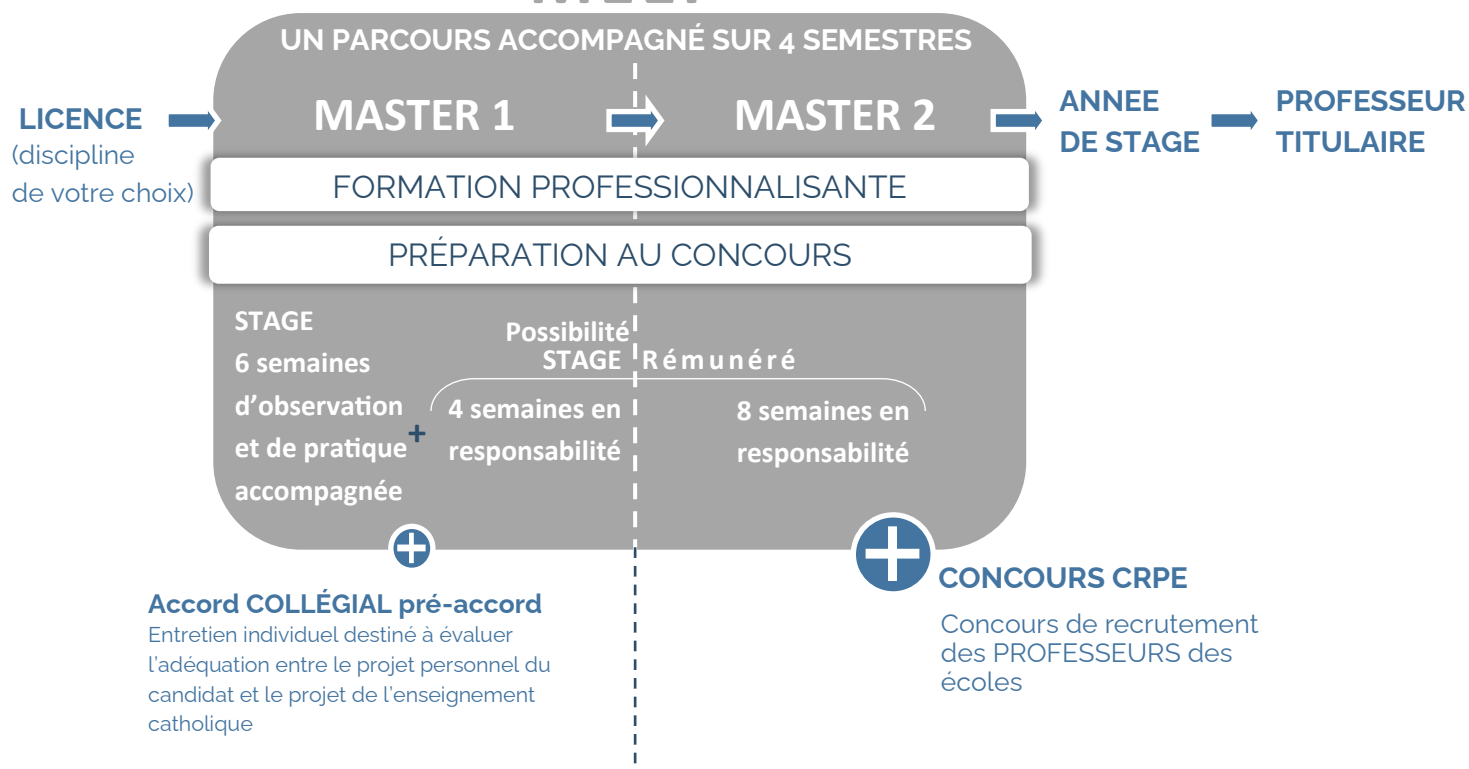 UN PARCOURS ACCOMPAGNÉ SUR 4 SEMESTRES
LICENCE
(discipline
de votre choix)
MASTER 1
MASTER 2
ANNEE
DE STAGE
PROFESSEUR
TITULAIRE
FORMATION PROFESSIONNALISANTE
PRÉPARATION AU CONCOURS
STAGE
6 semaines
d'observation
et de pratique
accompagnée
+
Possibilité
STAGE Rémunéré
4 semaines en
responsabilité
8 semaines en
responsabilité
Accord COLLÉGIAL pré-accord
Entretien individuel destiné à évaluer
l'adéquation entre le projet personnel du
candidat et le projet de l'enseignement
catholique
CONCOURS CRPE
Concours de recrutement
des PROFESSEURS des
écoles